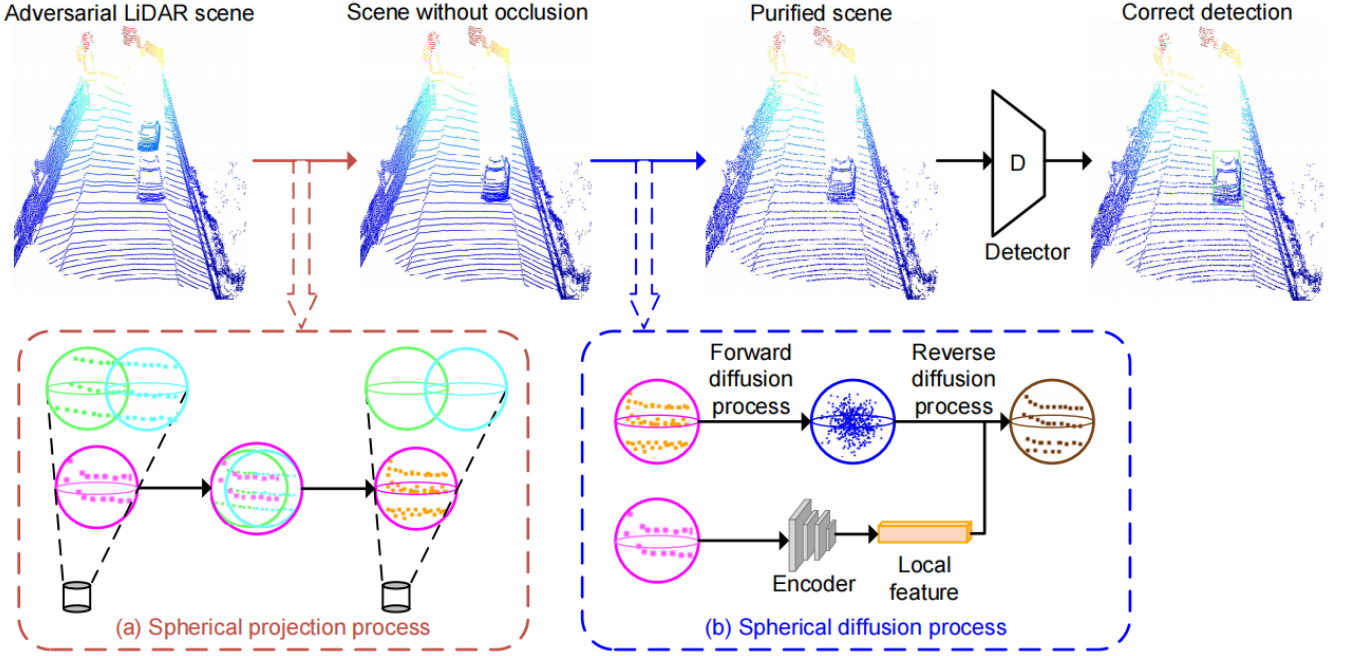 Adversarial LiDAR scene
Scene without occlusion
Purified scene
Correct detection
D
Detector
Forward
diffusion
process
Reverse
diffusion
process
Encoder
Local
feature
(a) Spherical projection process
(b) Spherical diffusion process